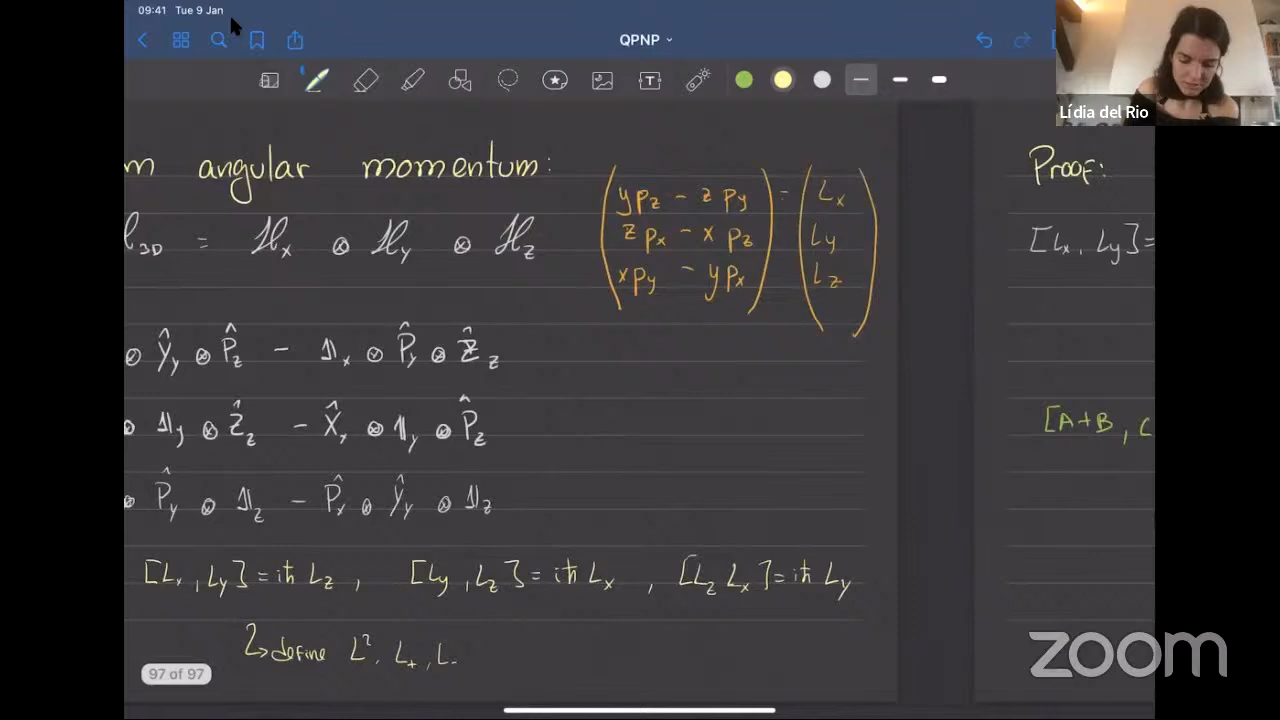 09:41 Tue 9 Jan
QPNP
Lídia del Rio
m angular momentum:
ℋ_3D = ℋ_x ⊗ ℋ_y ⊗ ℋ_z
y p_z - z p_y = L_x
z p_x - x p_z L_y
x p_y - y p_x L_z
⊗ Ŷ_y ⊗ P̂_z - 𝟙_x ⊗ P̂_y ⊗ Ẑ_z
⊗ 𝟙_y ⊗ Ẑ_z - X̂_x ⊗ 𝟙_y ⊗ P̂_z
⊗ P̂_y ⊗ 𝟙_z - P̂_x ⊗ Ŷ_y ⊗ 𝟙_z
[L_x, L_y] = iħ L_z, [L_y, L_z] = iħ L_x, [L_z L_x] = iħ L_y
↳ define L², L_+, L_-
97 of 97
Proof:
[L_x, L_y] =
[A+B, C
zoom